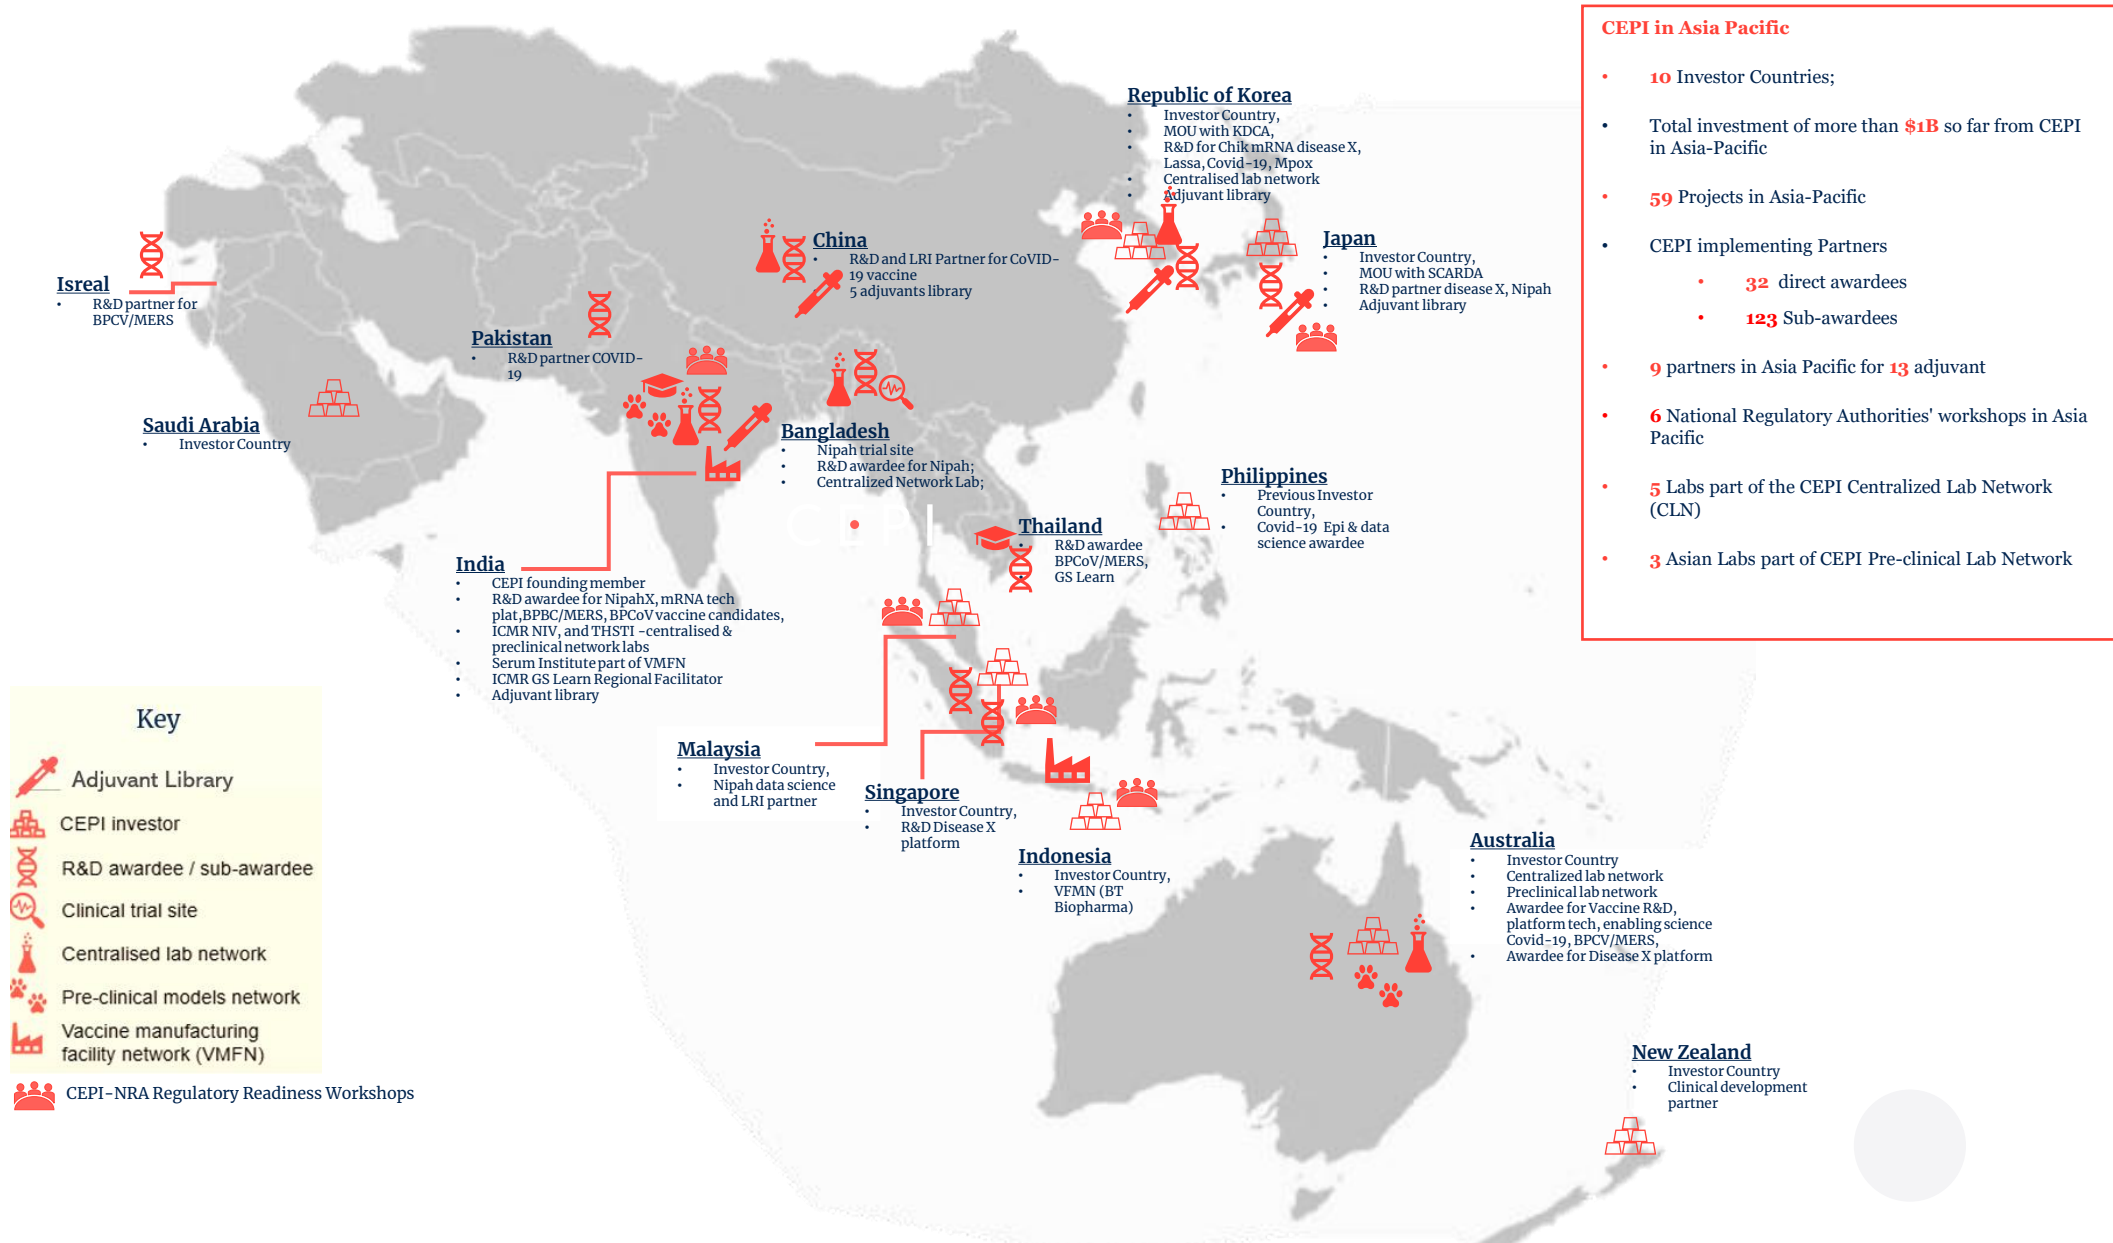 CEPI in Asia Pacific
• 10 Investor Countries;
• Total investment of more than $1B so far from CEPI
in Asia-Pacific
• 59 Projects in Asia-Pacific
• CEPI implementing Partners
• 32 direct awardees
• 123 Sub-awardees
• 9 partners in Asia Pacific for 13 adjuvant
• 6 National Regulatory Authorities' workshops in Asia
Pacific
• 5 Labs part of the CEPI Centralized Lab Network
(CLN)
• 3 Asian Labs part of CEPI Pre-clinical Lab Network
Republic of Korea
• Investor Country,
• MOU with KDCA,
• R&D for Chik mRNA disease X,
Lassa, Covid-19, Mpox
• Centralised lab network
• Adjuvant library
Japan
• Investor Country,
• MOU with SCARDA
• R&D partner disease X, Nipah
• Adjuvant library
China
• R&D and LRI Partner for CoVID-
19 vaccine
• 5 adjuvants library
Isreal
• R&D partner for
BPCV/MERS
Pakistan
• R&D partner COVID-
19
Saudi Arabia
• Investor Country
Bangladesh
• Nipah trial site
• R&D awardee for Nipah;
• Centralized Network Lab;
Philippines
• Previous Investor
Country,
• Covid-19 Epi & data
science awardee
CEPI
Thailand
• R&D awardee
BPCoV/MERS,
• GS Learn
India
• CEPI founding member
• R&D awardee for NipahX, mRNA tech
plat,BPBC/MERS, BPCoV vaccine candidates,
• ICMR NIV, and THSTI -centralised &
preclinical network labs
• Serum Institute part of VMFN
• ICMR GS Learn Regional Facilitator
• Adjuvant library
Malaysia
• Investor Country,
• Nipah data science
and LRI partner
Singapore
• Investor Country,
• R&D Disease X
platform
Indonesia
• Investor Country,
• VFMN (BT
Biopharma)
Australia
• Investor Country
• Centralized lab network
• Preclinical lab network
• Awardee for Vaccine R&D,
platform tech, enabling science
Covid-19, BPCV/MERS,
• Awardee for Disease X platform
New Zealand
• Investor Country
• Clinical development
partner
Key
Adjuvant Library
CEPI investor
R&D awardee / sub-awardee
Clinical trial site
Centralised lab network
Pre-clinical models network
Vaccine manufacturing
facility network (VMFN)
CEPI-NRA Regulatory Readiness Workshops